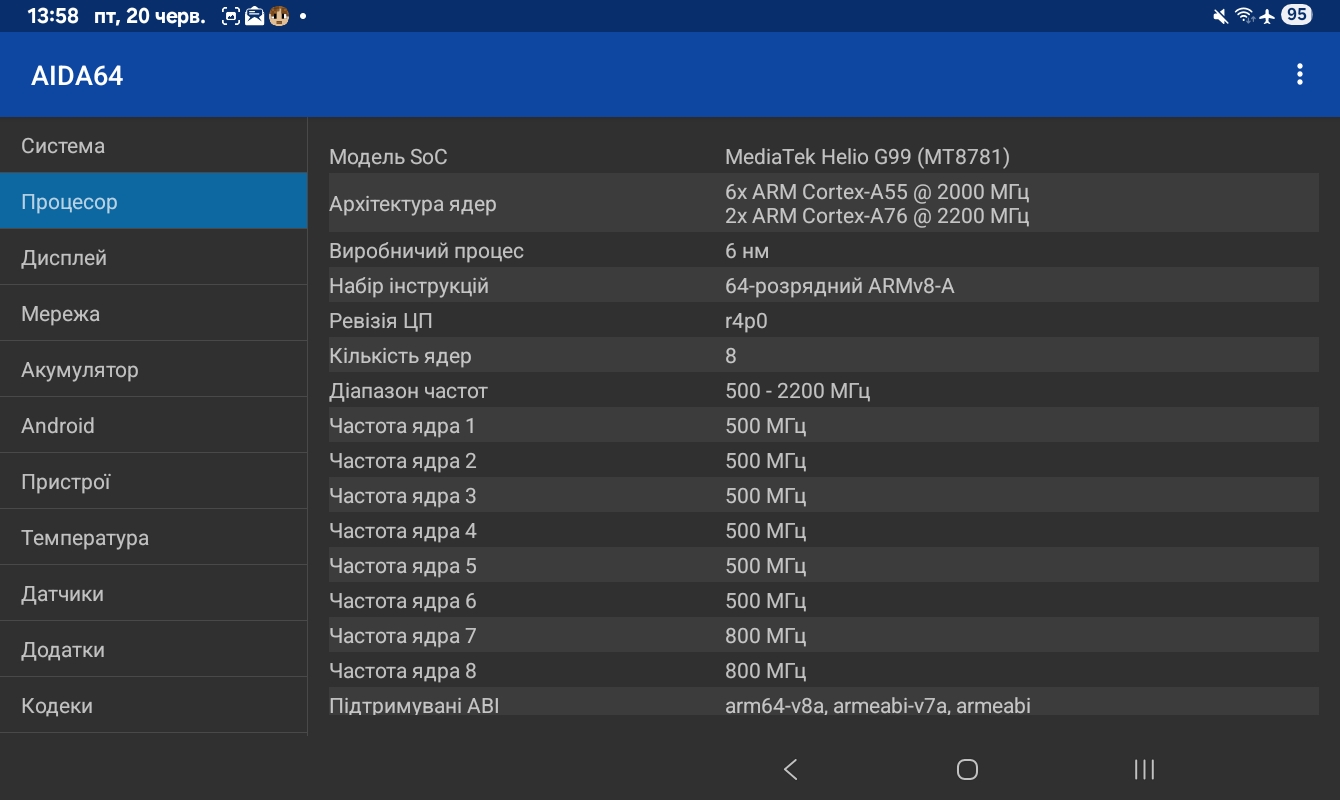 13:58 пт, 20 черв. 95
AIDA64
Система
Процесор
Дисплей
Мережа
Акумулятор
Android
Пристрої
Температура
Датчики
Додатки
Кодеки
Модель SoC MediaTek Helio G99 (MT8781)
Архітектура ядер 6x ARM Cortex-A55 @ 2000 МГц
2x ARM Cortex-A76 @ 2200 МГц
Виробничий процес 6 нм
Набір інструкцій 64-розрядний ARMv8-A
Ревізія ЦП r4p0
Кількість ядер 8
Діапазон частот 500 - 2200 МГц
Частота ядра 1 500 МГц
Частота ядра 2 500 МГц
Частота ядра 3 500 МГц
Частота ядра 4 500 МГц
Частота ядра 5 500 МГц
Частота ядра 6 500 МГц
Частота ядра 7 800 МГц
Частота ядра 8 800 МГц
Підтримувані ABI arm64-v8a, armeabi-v7a, armeabi